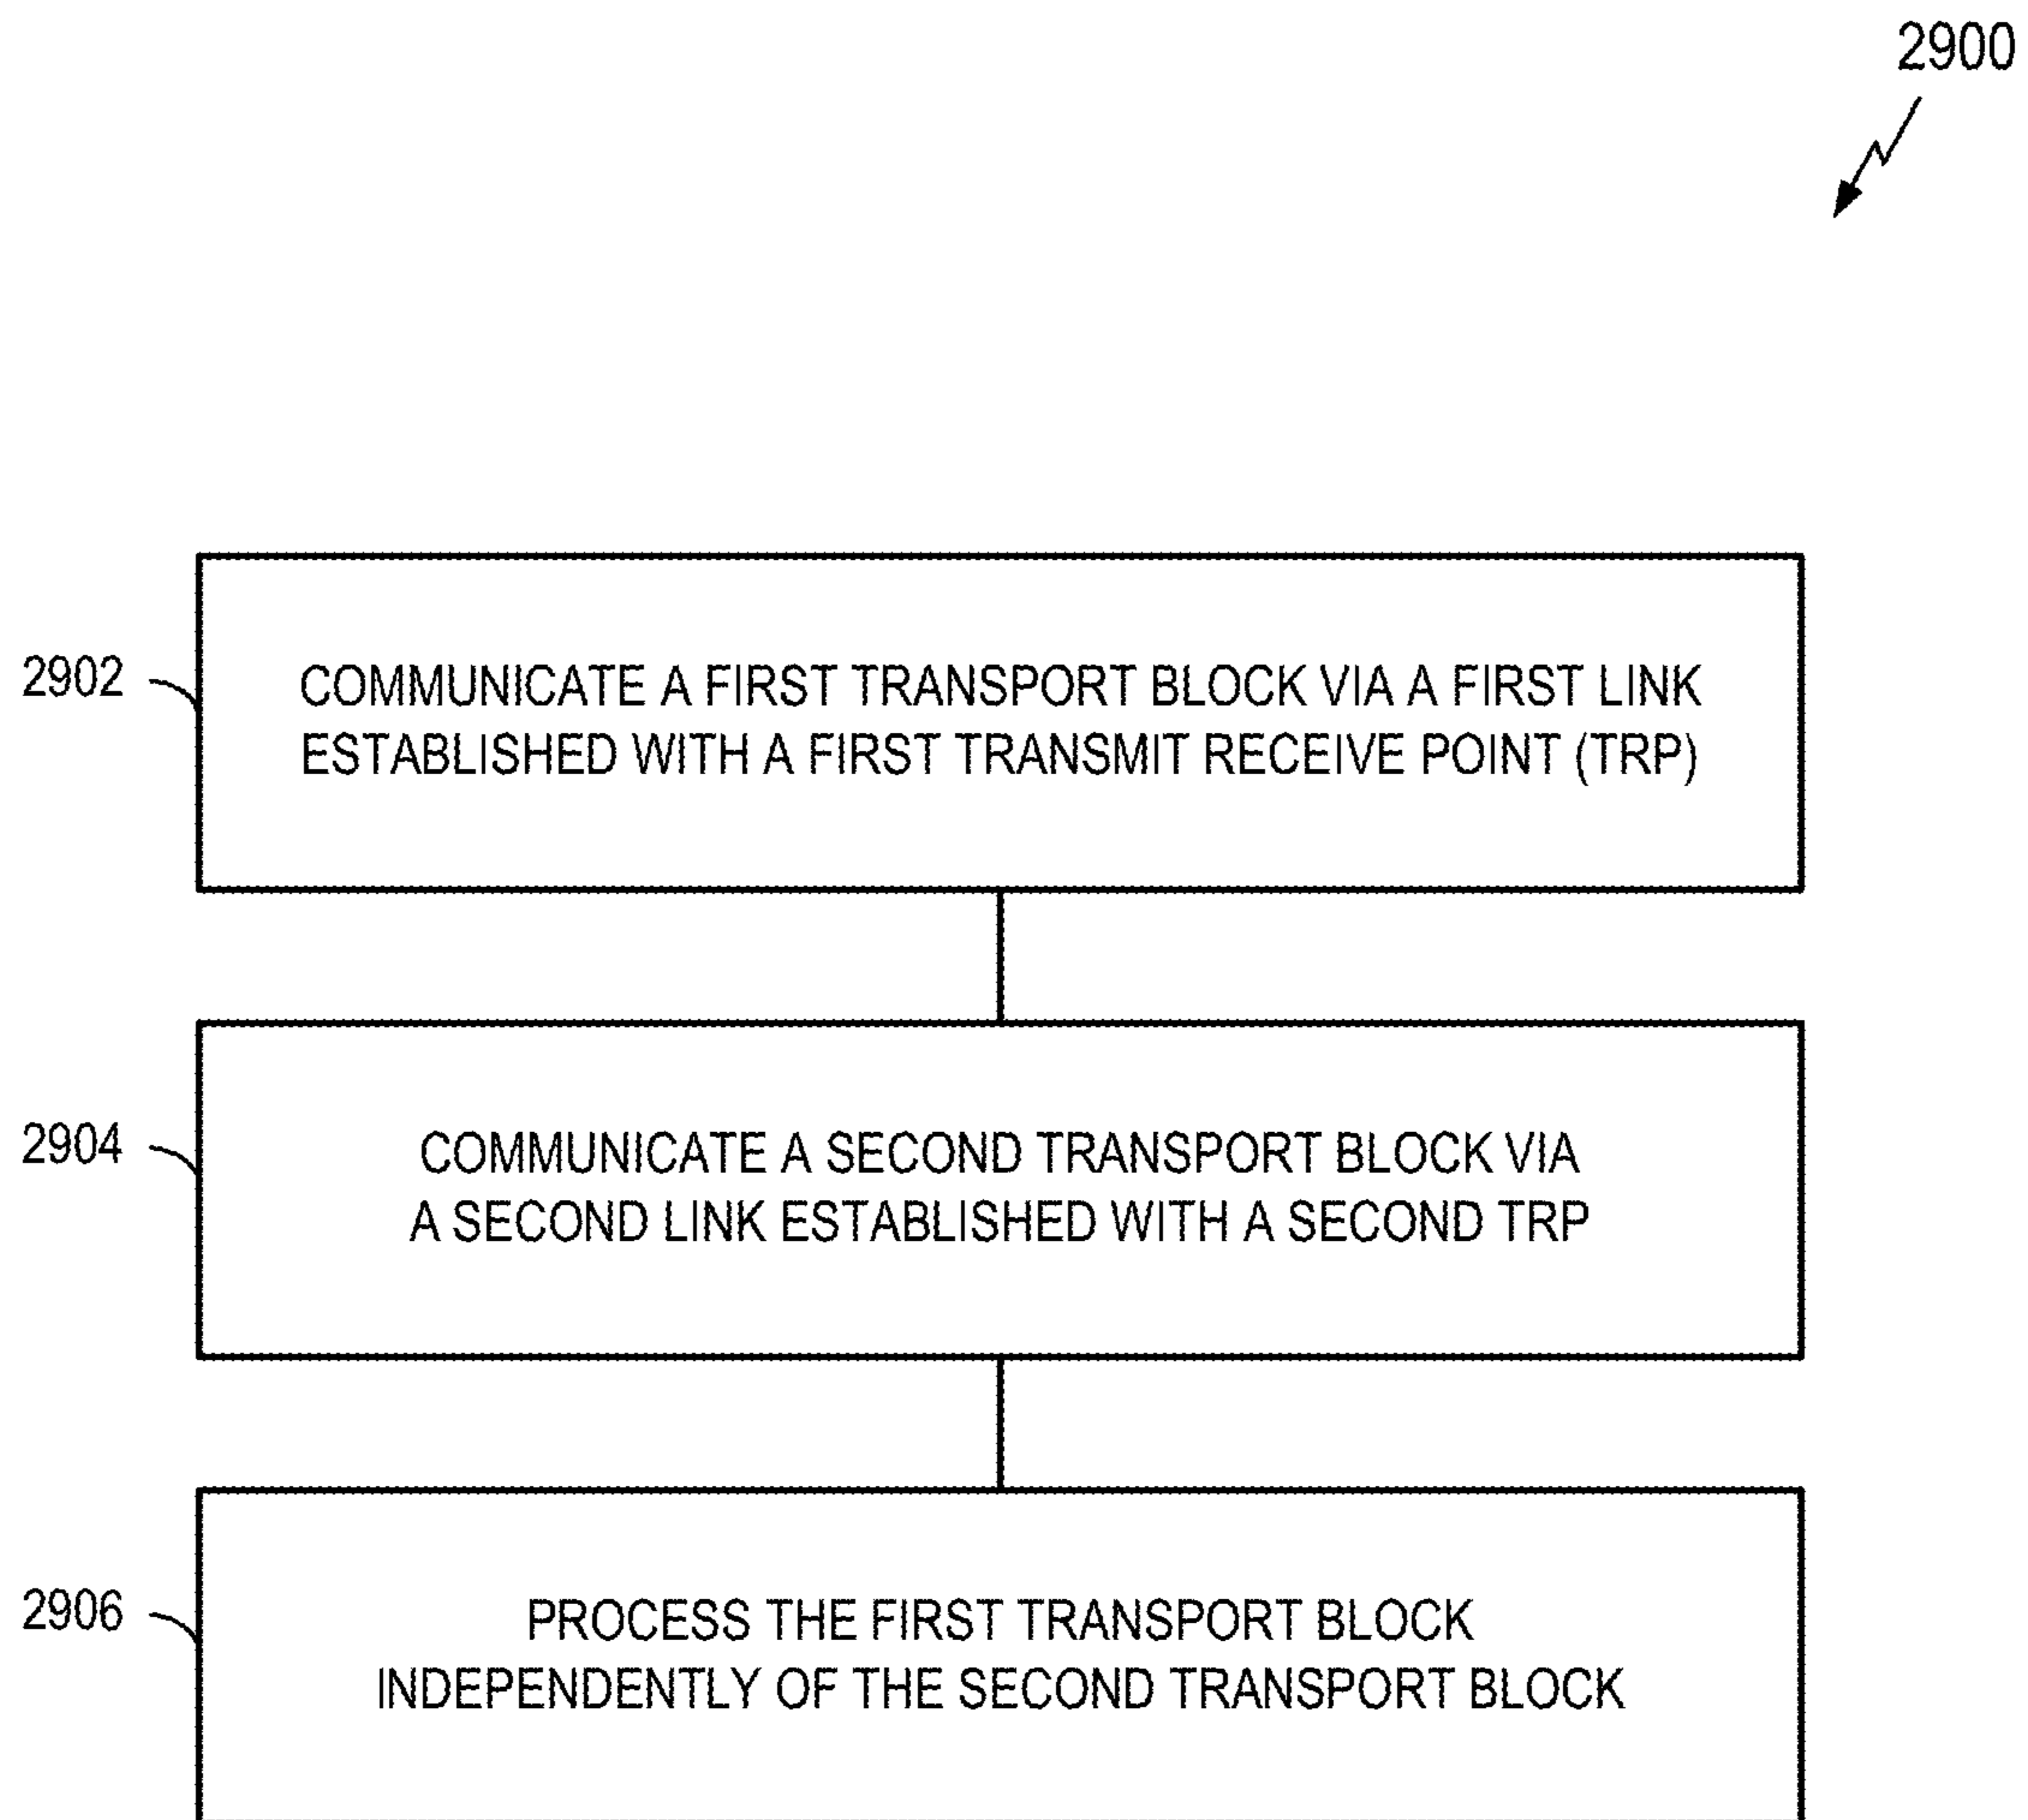 2900
2902
COMMUNICATE A FIRST TRANSPORT BLOCK VIA A FIRST LINK
ESTABLISHED WITH A FIRST TRANSMIT RECEIVE POINT (TRP)
2904
COMMUNICATE A SECOND TRANSPORT BLOCK VIA
A SECOND LINK ESTABLISHED WITH A SECOND TRP
2906
PROCESS THE FIRST TRANSPORT BLOCK
INDEPENDENTLY OF THE SECOND TRANSPORT BLOCK